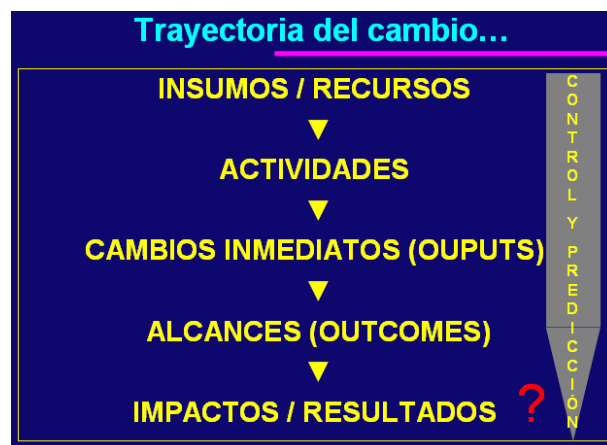 Trayectoria del cambio...
INSUMOS / RECURSOS
ACTIVIDADES
CAMBIOS INMEDIATOS (OUPUTS)
ALCANCES (OUTCOMES)
IMPACTOS / RESULTADOS ?
CONTROL Y PREDICCIÓN